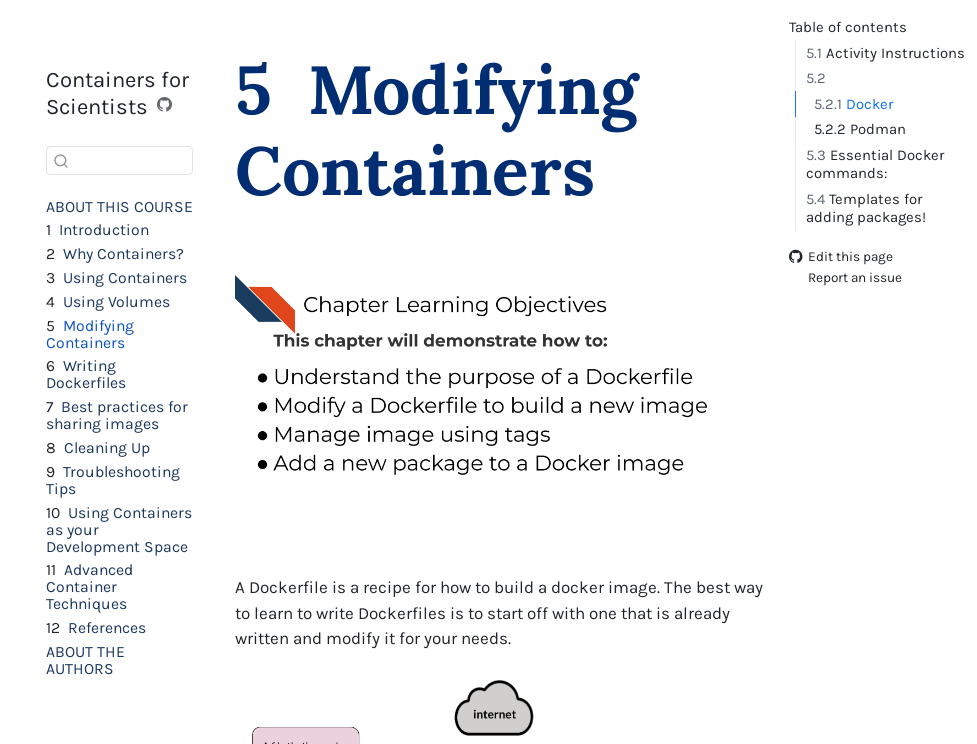 Containers for
Scientists
ABOUT THIS COURSE
1 Introduction
2 Why Containers?
3 Using Containers
4 Using Volumes
5 Modifying
Containers
6 Writing
Dockerfiles
7 Best practices for
sharing images
8 Cleaning Up
9 Troubleshooting
Tips
10 Using Containers
as your
Development Space
11 Advanced
Container
Techniques
12 References
ABOUT THE
AUTHORS
5 Modifying
Containers
Chapter Learning Objectives
This chapter will demonstrate how to:
● Understand the purpose of a Dockerfile
● Modify a Dockerfile to build a new image
● Manage image using tags
● Add a new package to a Docker image
A Dockerfile is a recipe for how to build a docker image. The best way
to learn to write Dockerfiles is to start off with one that is already
written and modify it for your needs.
internet
Table of contents
5.1 Activity Instructions
5.2
5.2.1 Docker
5.2.2 Podman
5.3 Essential Docker
commands:
5.4 Templates for
adding packages!
Edit this page
Report an issue